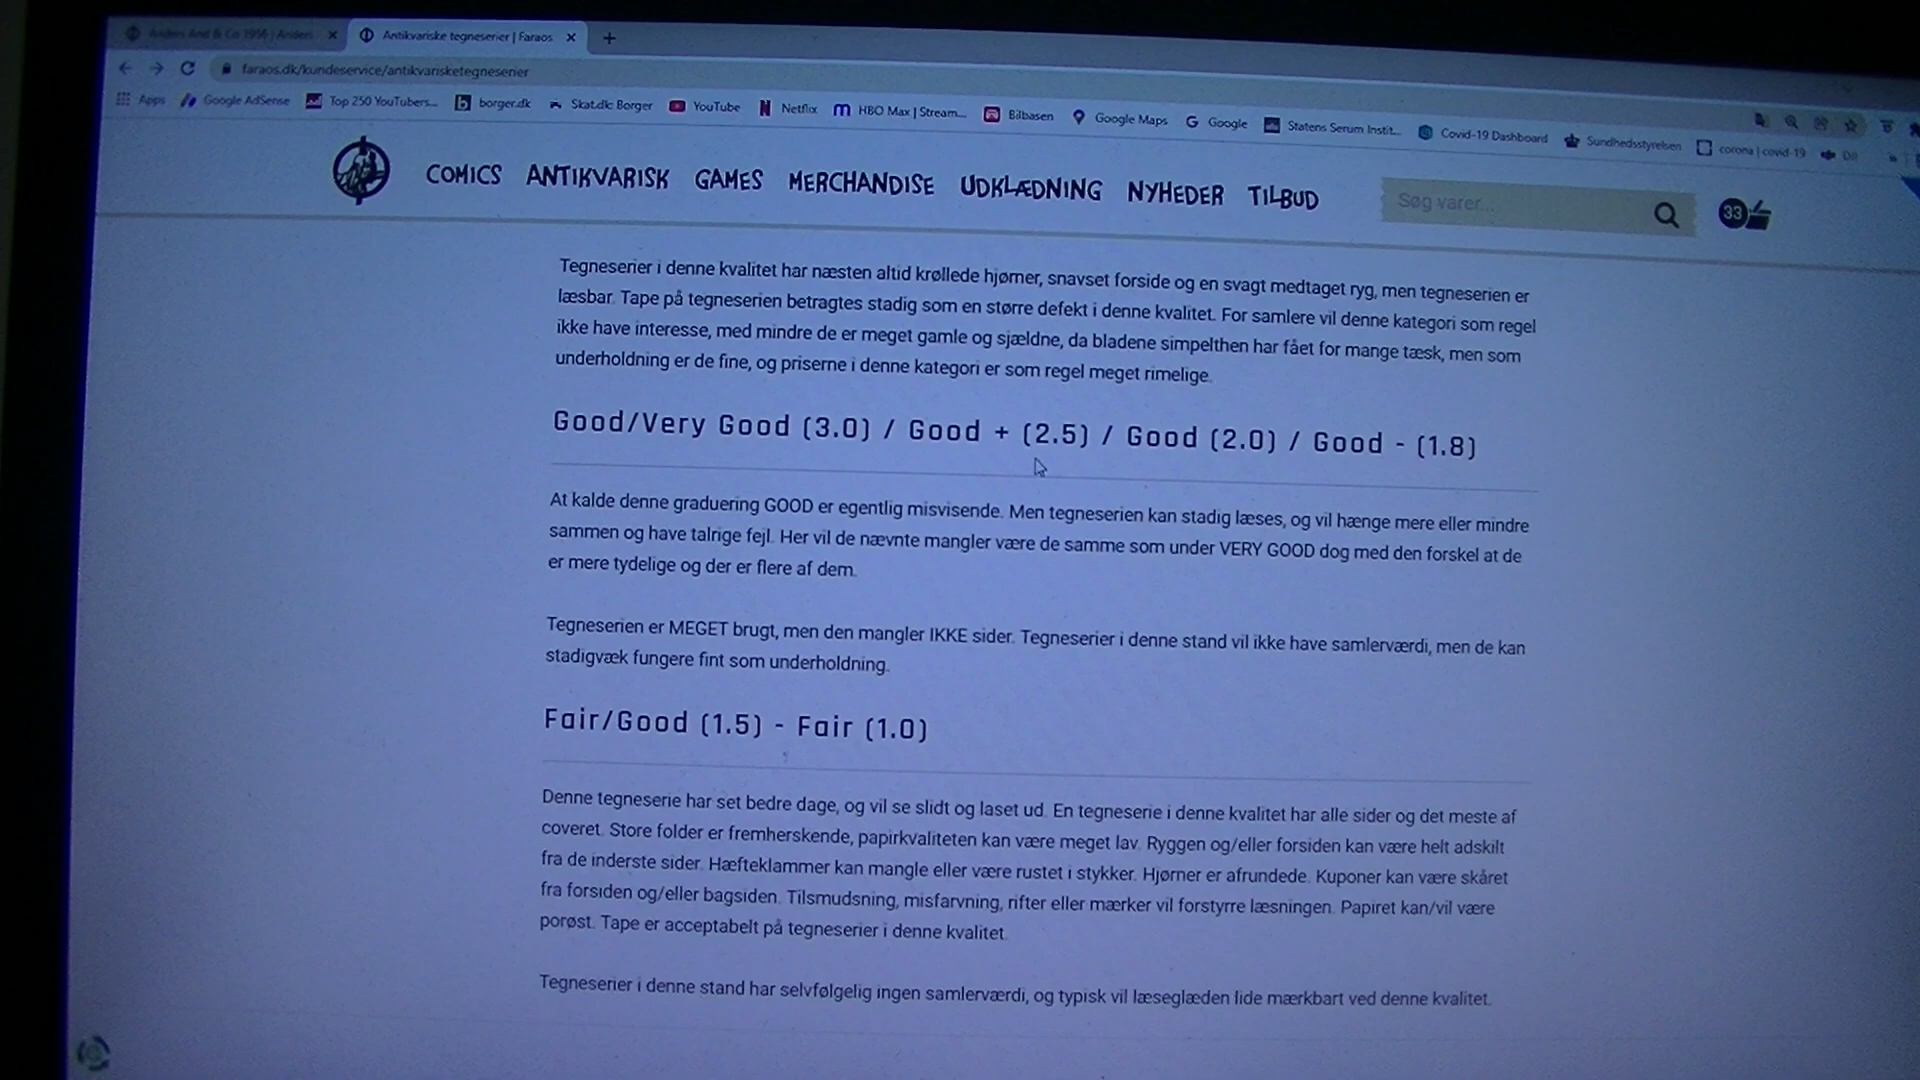 Anders And & Co 1956 | Anders
Antikvariske tegneserier | Faraos
faraos.dk/kundeservice/antikvarisketegneserier
Apps Google AdSense Top 250 YouTubers... borger.dk Skat.dk: Borger YouTube Netflix HBO Max | Stream... Bilbasen Google Maps Google Statens Serum Instit... Covid-19 Dashboard Sundhedsstyrelsen corona | covid-19 DR
COMICS ANTIKVARISK GAMES MERCHANDISE UDKLÆDNING NYHEDER TILBUD Søg varer... 33
Tegneserier i denne kvalitet har næsten altid krøllede hjørner, snavset forside og en svagt medtaget ryg, men tegneserien er
læsbar. Tape på tegneserien betragtes stadig som en større defekt i denne kvalitet. For samlere vil denne kategori som regel
ikke have interesse, med mindre de er meget gamle og sjældne, da bladene simpelthen har fået for mange tæsk, men som
underholdning er de fine, og priserne i denne kategori er som regel meget rimelige.
Good/Very Good (3.0) / Good + (2.5) / Good (2.0) / Good - (1.8)
At kalde denne graduering GOOD er egentlig misvisende. Men tegneserien kan stadig læses, og vil hænge mere eller mindre
sammen og have talrige fejl. Her vil de nævnte mangler være de samme som under VERY GOOD dog med den forskel at de
er mere tydelige og der er flere af dem.
Tegneserien er MEGET brugt, men den mangler IKKE sider. Tegneserier i denne stand vil ikke have samlerværdi, men de kan
stadigvæk fungere fint som underholdning.
Fair/Good (1.5) - Fair (1.0)
Denne tegneserie har set bedre dage, og vil se slidt og laset ud. En tegneserie i denne kvalitet har alle sider og det meste af
coveret. Store folder er fremherskende, papirkvaliteten kan være meget lav. Ryggen og/eller forsiden kan være helt adskilt
fra de inderste sider. Hæfteklammer kan mangle eller være rustet i stykker. Hjørner er afrundede. Kuponer kan være skåret
fra forsiden og/eller bagsiden. Tilsmudsning, misfarvning, rifter eller mærker vil forstyrre læsningen. Papiret kan/vil være
porøst. Tape er acceptabelt på tegneserier i denne kvalitet.
Tegneserier i denne stand har selvfølgelig ingen samlerværdi, og typisk vil læseglæden lide mærkbart ved denne kvalitet.